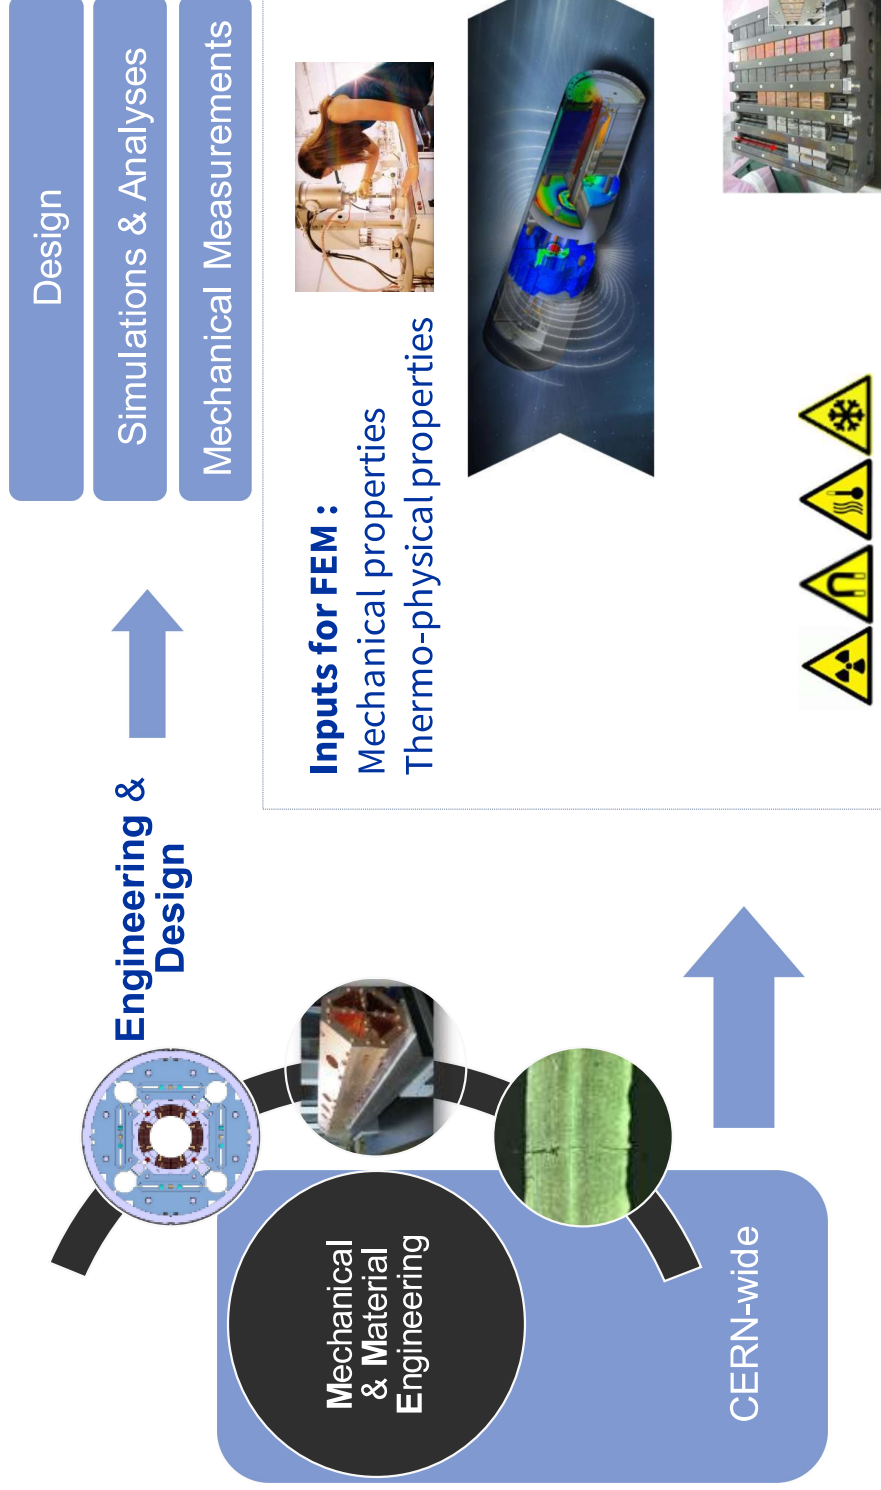 Design
Simulations & Analyses
Mechanical Measurements
Engineering &
Design
Inputs for FEM :
Mechanical properties
Thermo-physical properties
Mechanical
& Material
Engineering
CERN-wide